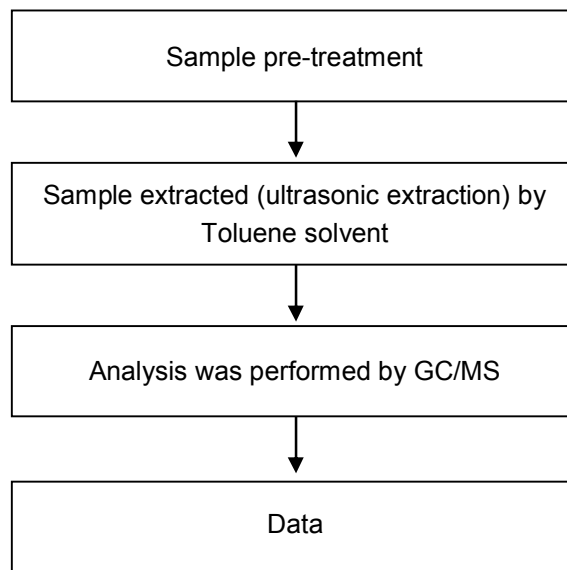 Sample pre-treatment
Sample extracted (ultrasonic extraction) by
Toluene solvent
Analysis was performed by GC/MS
Data